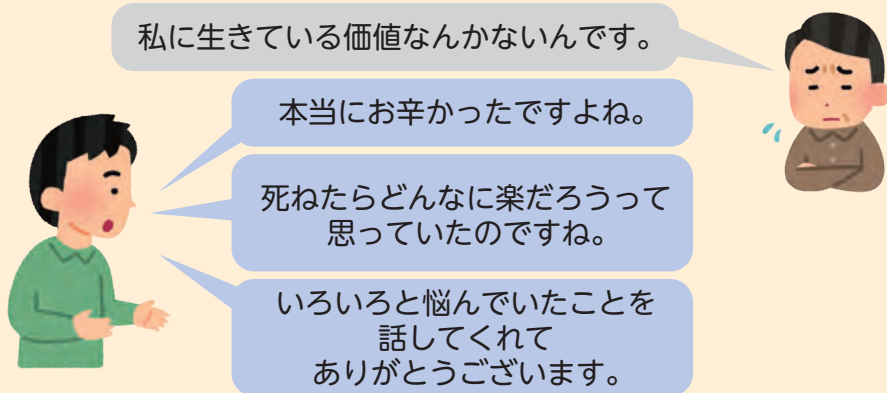 私に生きている価値なんかないんです。
本当にお辛かったですよね。
死ねたらどんなに楽だろうって
思っていたのですね。
いろいろと悩んでいたことを
話してくれて
ありがとうございます。